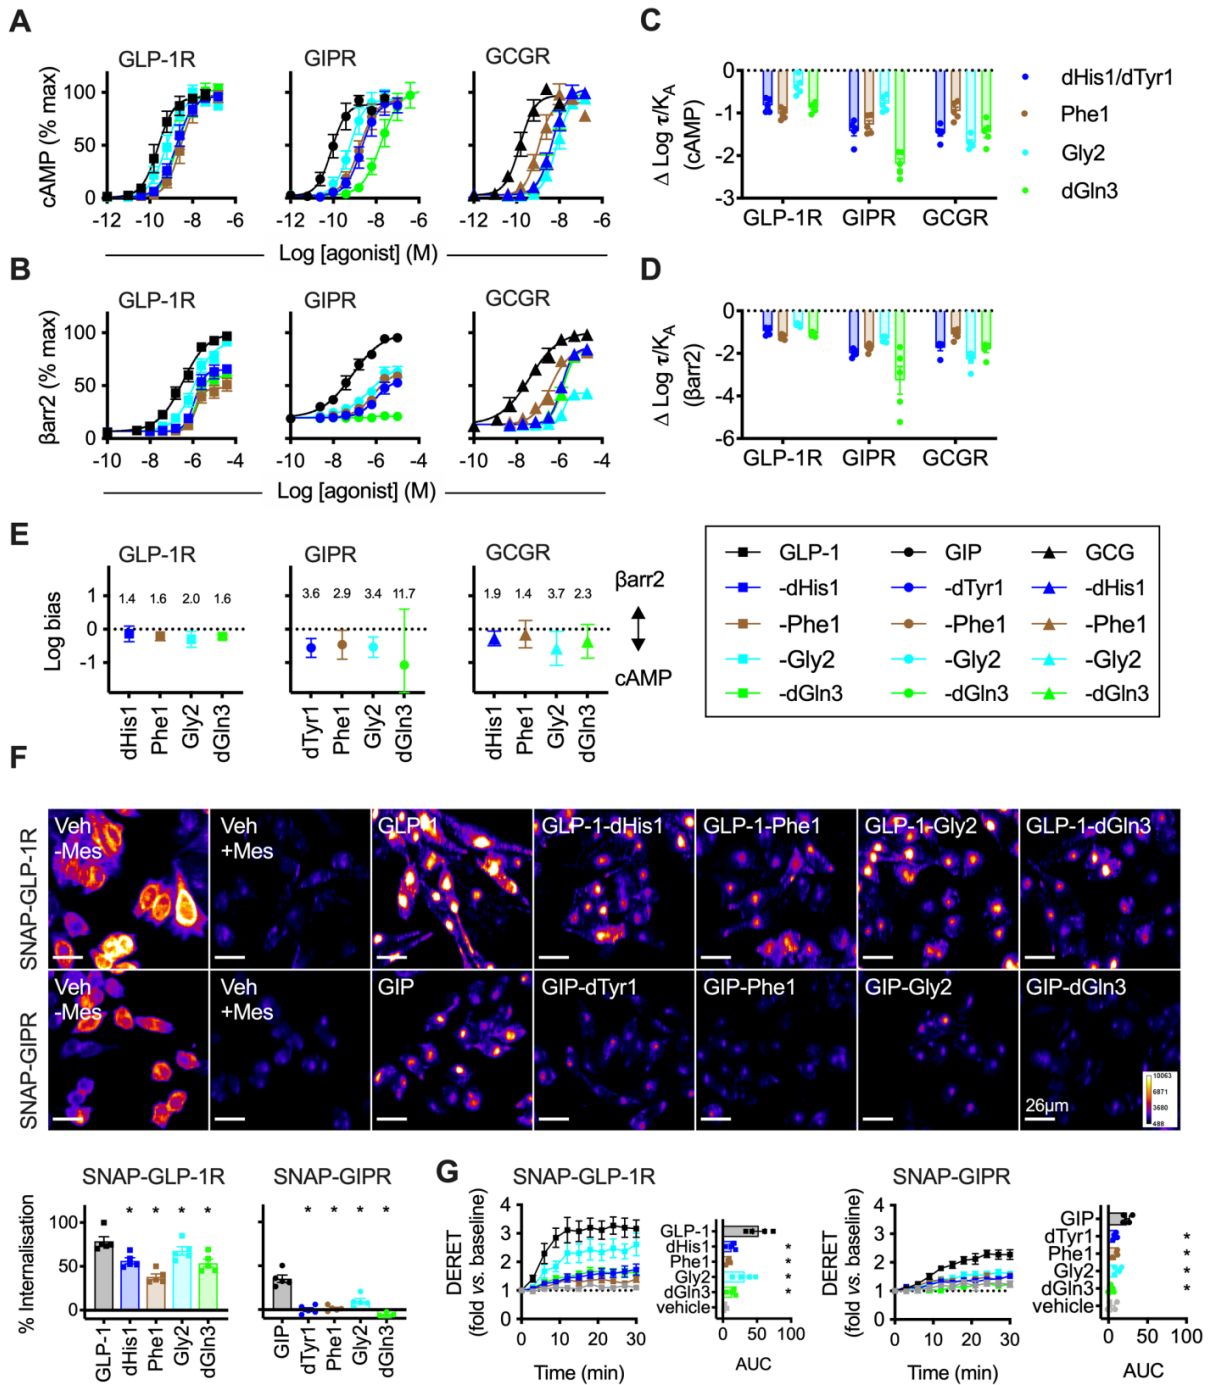 A
GLP-1R
GIPR
GCGR
cAMP (% max)
100
50
0
-12 -10 -8 -6
-12 -10 -8 -6
-12 -10 -8 -6
Log [agonist] (M)
C
Δ Log τ/KA
(cAMP)
0
-1
-2
-3
GLP-1R GIPR GCGR
dHis1/dTyr1
Phe1
Gly2
dGln3
B
GLP-1R
GIPR
GCGR
βarr2 (% max)
100
50
0
-10 -8 -6 -4
-10 -8 -6 -4
-10 -8 -6 -4
Log [agonist] (M)
D
Δ Log τ/KA
(βarr2)
0
-2
-4
-6
GLP-1R GIPR GCGR
E
GLP-1R
GIPR
GCGR
Log bias
1
0
-1
1.4 1.6 2.0 1.6
3.6 2.9 3.4 11.7
1.9 1.4 3.7 2.3
βarr2
cAMP
dHis1 Phe1 Gly2 dGln3
dTyr1 Phe1 Gly2 dGln3
dHis1 Phe1 Gly2 dGln3
GLP-1 GIP GCG
-dHis1 -dTyr1 -dHis1
-Phe1 -Phe1 -Phe1
-Gly2 -Gly2 -Gly2
-dGln3 -dGln3 -dGln3
F
SNAP-GLP-1R
Veh
-Mes
Veh
+Mes
GLP-1
GLP-1-dHis1
GLP-1-Phe1
GLP-1-Gly2
GLP-1-dGln3
SNAP-GIPR
Veh
-Mes
Veh
+Mes
GIP
GIP-dTyr1
GIP-Phe1
GIP-Gly2
GIP-dGln3
26µm
10063
6871
3680
488
SNAP-GLP-1R
SNAP-GIPR
% Internalisation
100
50
0
* * * *
* * * *
GLP-1 dHis1 Phe1 Gly2 dGln3
GIP dTyr1 Phe1 Gly2 dGln3
G
SNAP-GLP-1R
DERET
(fold vs. baseline)
4
3
2
1
0
0 10 20 30
Time (min)
GLP-1
dHis1 *
Phe1 *
Gly2 *
dGln3 *
vehicle
0 50 100
AUC
SNAP-GIPR
DERET
(fold vs. baseline)
4
3
2
1
0
0 10 20 30
Time (min)
GIP
dTyr1 *
Phe1 *
Gly2 *
dGln3 *
vehicle
0 50 100
AUC